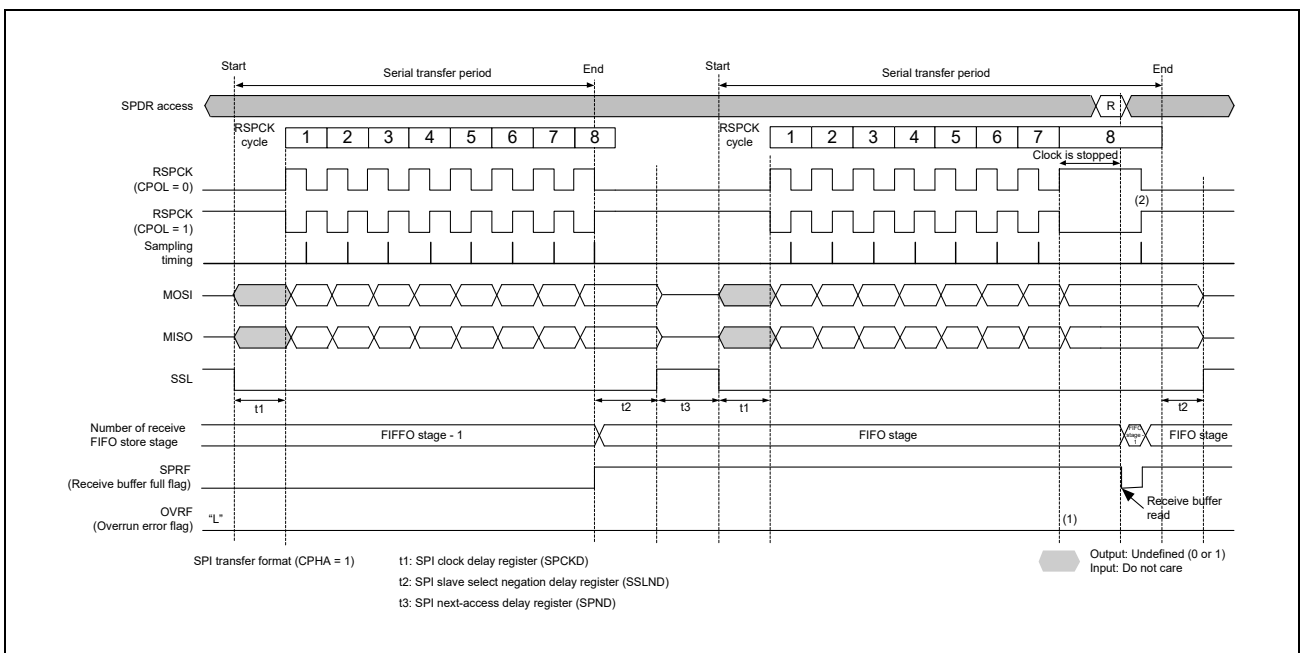 Start
Serial transfer period
End
Start
Serial transfer period
End
SPDR access
R
RSPCK
cycle
1 2 3 4 5 6 7 8
RSPCK
cycle
1 2 3 4 5 6 7 8
Clock is stopped
RSPCK
(CPOL = 0)
(2)
RSPCK
(CPOL = 1)
Sampling
timing
MOSI
MISO
SSL
t1
t2
t3
t1
t2
Number of receive
FIFO store stage
FIFFO stage - 1
FIFO stage
FIFO
stage -
1
FIFO stage
SPRF
(Receive buffer full flag)
Receive buffer
read
OVRF
(Overrun error flag)
“L”
(1)
SPI transfer format (CPHA = 1)
t1: SPI clock delay register (SPCKD)
t2: SPI slave select negation delay register (SSLND)
t3: SPI next-access delay register (SPND)
Output: Undefined (0 or 1)
Input: Do not care